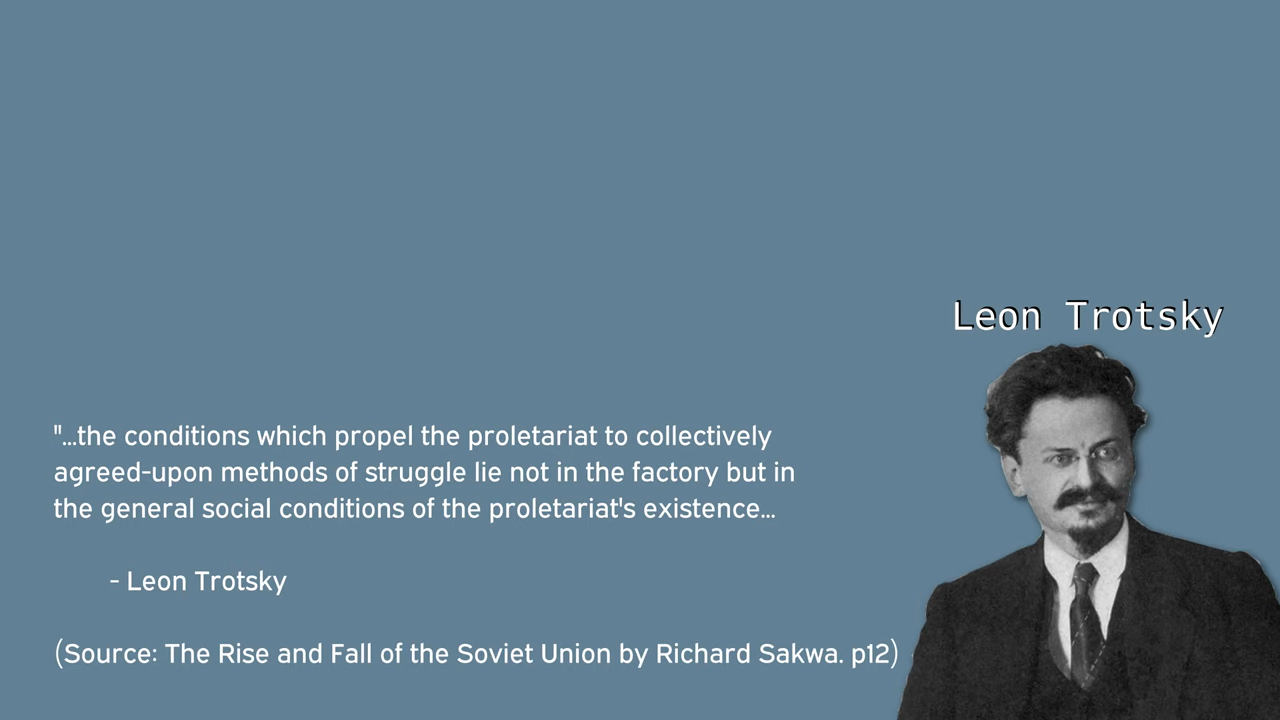 Leon Trotsky
"...the conditions which propel the proletariat to collectively
agreed-upon methods of struggle lie not in the factory but in
the general social conditions of the proletariat's existence...
- Leon Trotsky
(Source: The Rise and Fall of the Soviet Union by Richard Sakwa. p12)